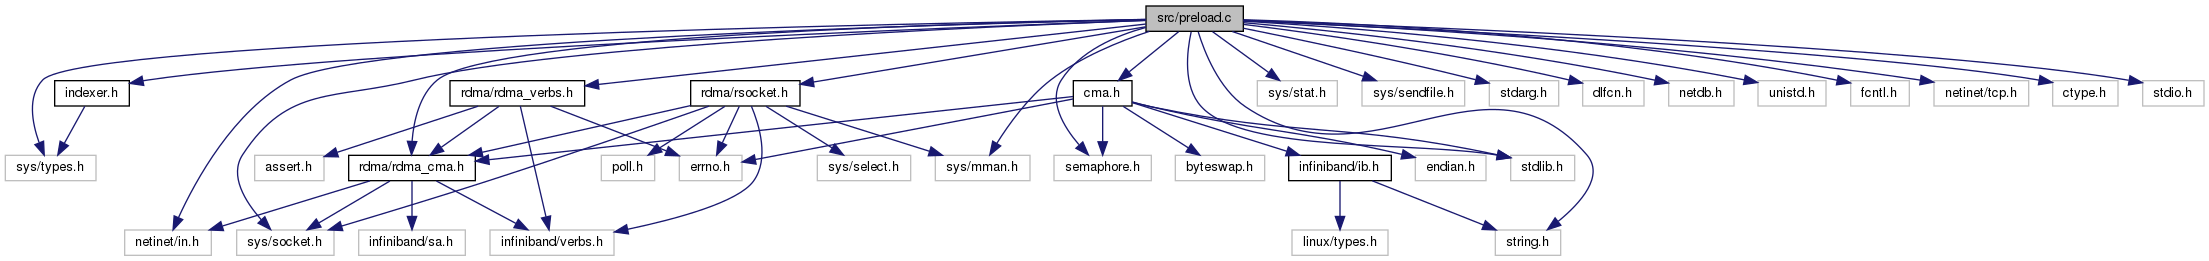 src/preload.c
indexer.h
rdma/rdma_verbs.h
rdma/rsocket.h
cma.h
sys/stat.h
sys/sendfile.h
stdarg.h
dlfcn.h
netdb.h
unistd.h
fcntl.h
netinet/tcp.h
ctype.h
stdio.h
sys/types.h
assert.h
rdma/rdma_cma.h
poll.h
errno.h
sys/select.h
sys/mman.h
semaphore.h
byteswap.h
infiniband/ib.h
endian.h
stdlib.h
netinet/in.h
sys/socket.h
infiniband/sa.h
infiniband/verbs.h
linux/types.h
string.h